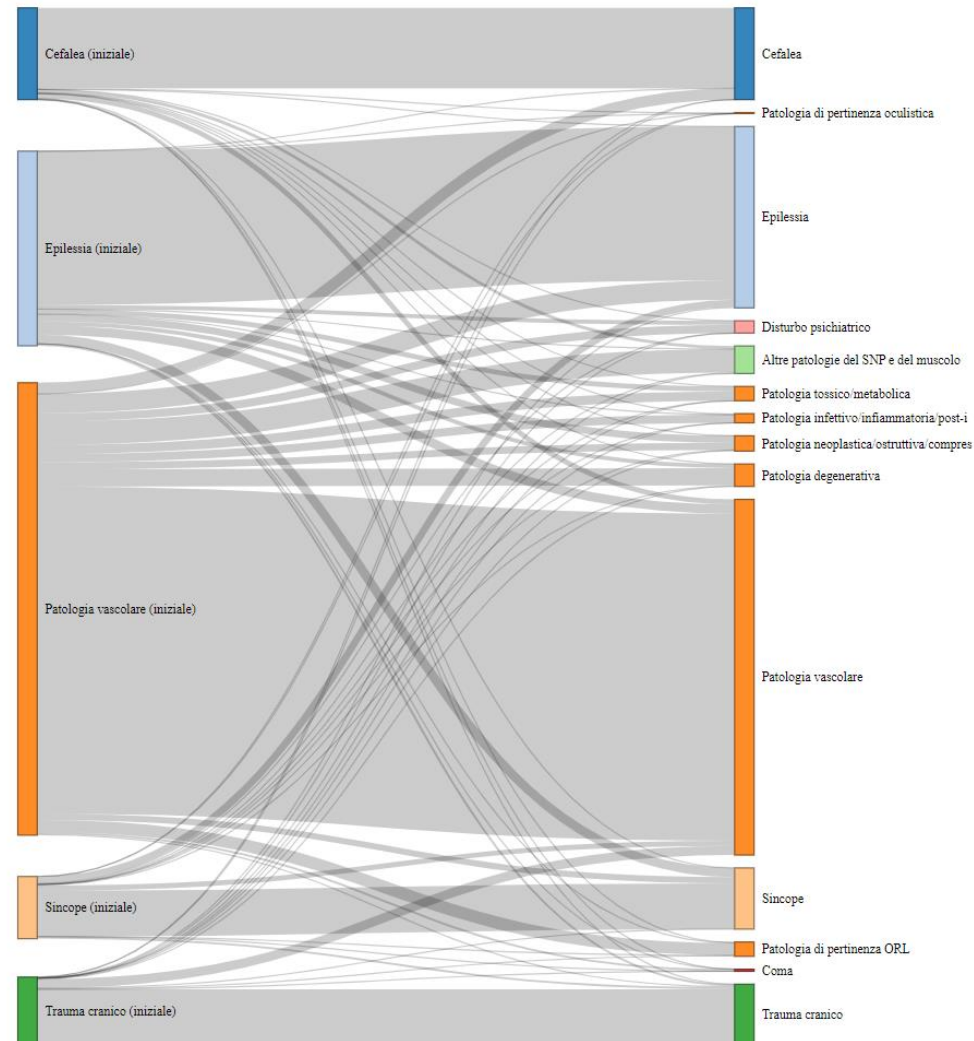 Cefalea (iniziale)
Cefalea
Patologia di pertinenza oculistica
Epilessia
Epilessia (iniziale)
Disturbo psichiatrico
Altre patologie del SNP e del muscolo
Patologia tossico/metabolica
Patologia infettivo/infiammatoria/post-i
Patologia neoplastica/ostruttiva/compres
Patologia degenerativa
Patologia vascolare (iniziale)
Patologia vascolare
Sincope
Sincope (iniziale)
Patologia di pertinenza ORL
Coma
Trauma cranico (iniziale)
Trauma cranico